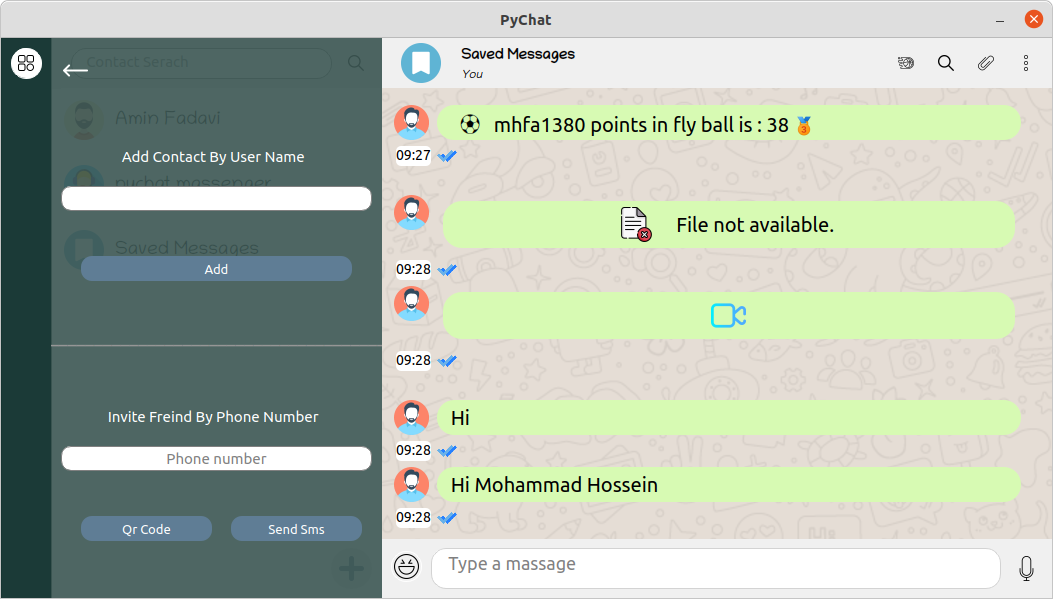 PyChat
Contact Serach
Amin Fadavi
Add Contact By User Name
pychat massenger
Saved Messages
Add
Invite Freind By Phone Number
Phone number
Qr Code
Send Sms
Saved Messages
You
mhfa1380 points in fly ball is : 38
09:27
File not available.
09:28
09:28
Hi
09:28
Hi Mohammad Hossein
09:28
Type a massage